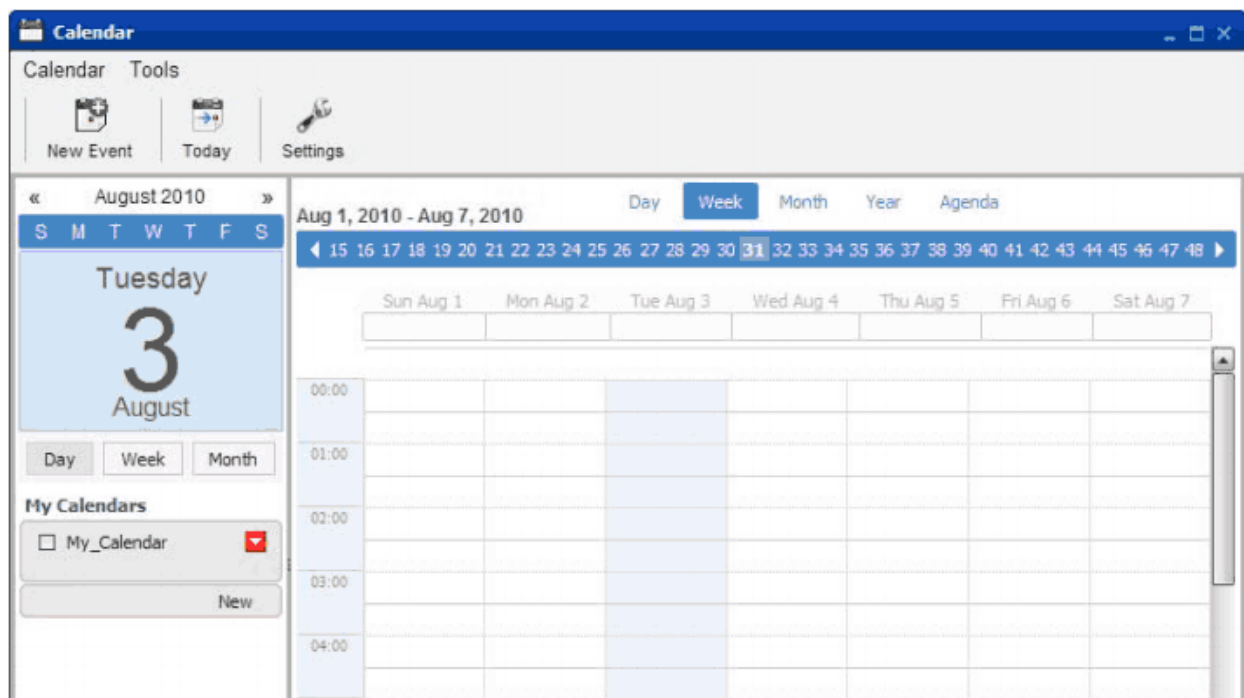 Calendar
Calendar Tools
New Event Today Settings
« August 2010 »
S M T W T F S
Tuesday
3
August
Day Week Month
My Calendars
My_Calendar
New
Day Week Month Year Agenda
Aug 1, 2010 - Aug 7, 2010
15 16 17 18 19 20 21 22 23 24 25 26 27 28 29 30 31 32 33 34 35 36 37 38 39 40 41 42 43 44 45 46 47 48
Sun Aug 1 Mon Aug 2 Tue Aug 3 Wed Aug 4 Thu Aug 5 Fri Aug 6 Sat Aug 7
00:00
01:00
02:00
03:00
04:00